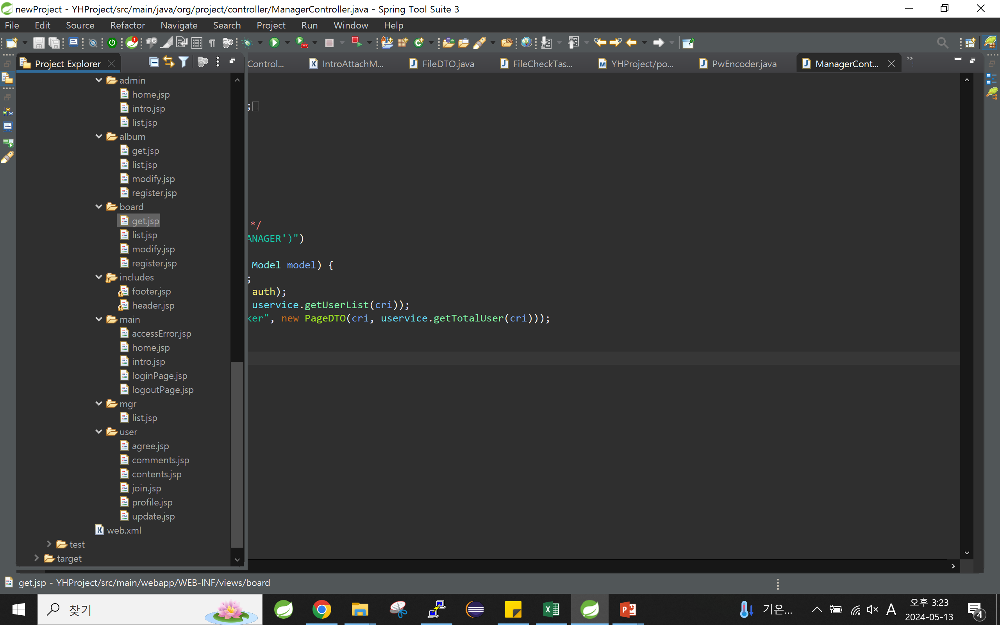 newProject - YHProject/src/main/java/org/project/controller/ManagerController.java - Spring Tool Suite 3
File Edit Source Refactor Navigate Search Project Run Window Help
1
Project Explorer
Control... IntroAttachM... FileDTO.java FileCheckTas... YHProject/po... PwEncoder.java ManagerCont...
admin
home.jsp
intro.jsp
list.jsp
album
get.jsp
list.jsp
modify.jsp
register.jsp
board
get.jsp
list.jsp
modify.jsp
register.jsp
includes
footer.jsp
header.jsp
main
accessError.jsp
home.jsp
intro.jsp
loginPage.jsp
logoutPage.jsp
mgr
list.jsp
user
agree.jsp
comments.jsp
contents.jsp
join.jsp
profile.jsp
update.jsp
web.xml
test
target
;
*/
ANAGER')")
Model model) {
;
auth);
uservice.getUserList(cri));
ker", new PageDTO(cri, uservice.getTotalUser(cri)));
get.jsp - YHProject/src/main/webapp/WEB-INF/views/board
찾기
기온...
A
오후 3:23
2024-05-13
4